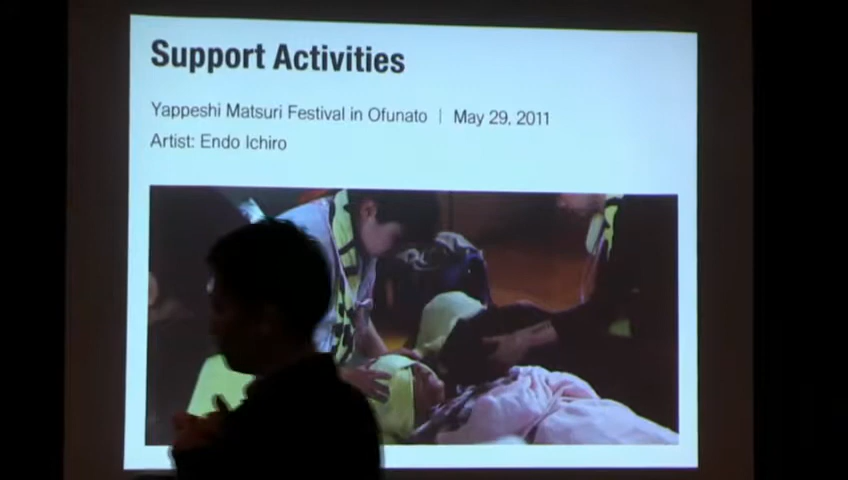 Support Activities
Yappeshi Matsuri Festival in Ofunato | May 29, 2011
Artist: Endo Ichiro